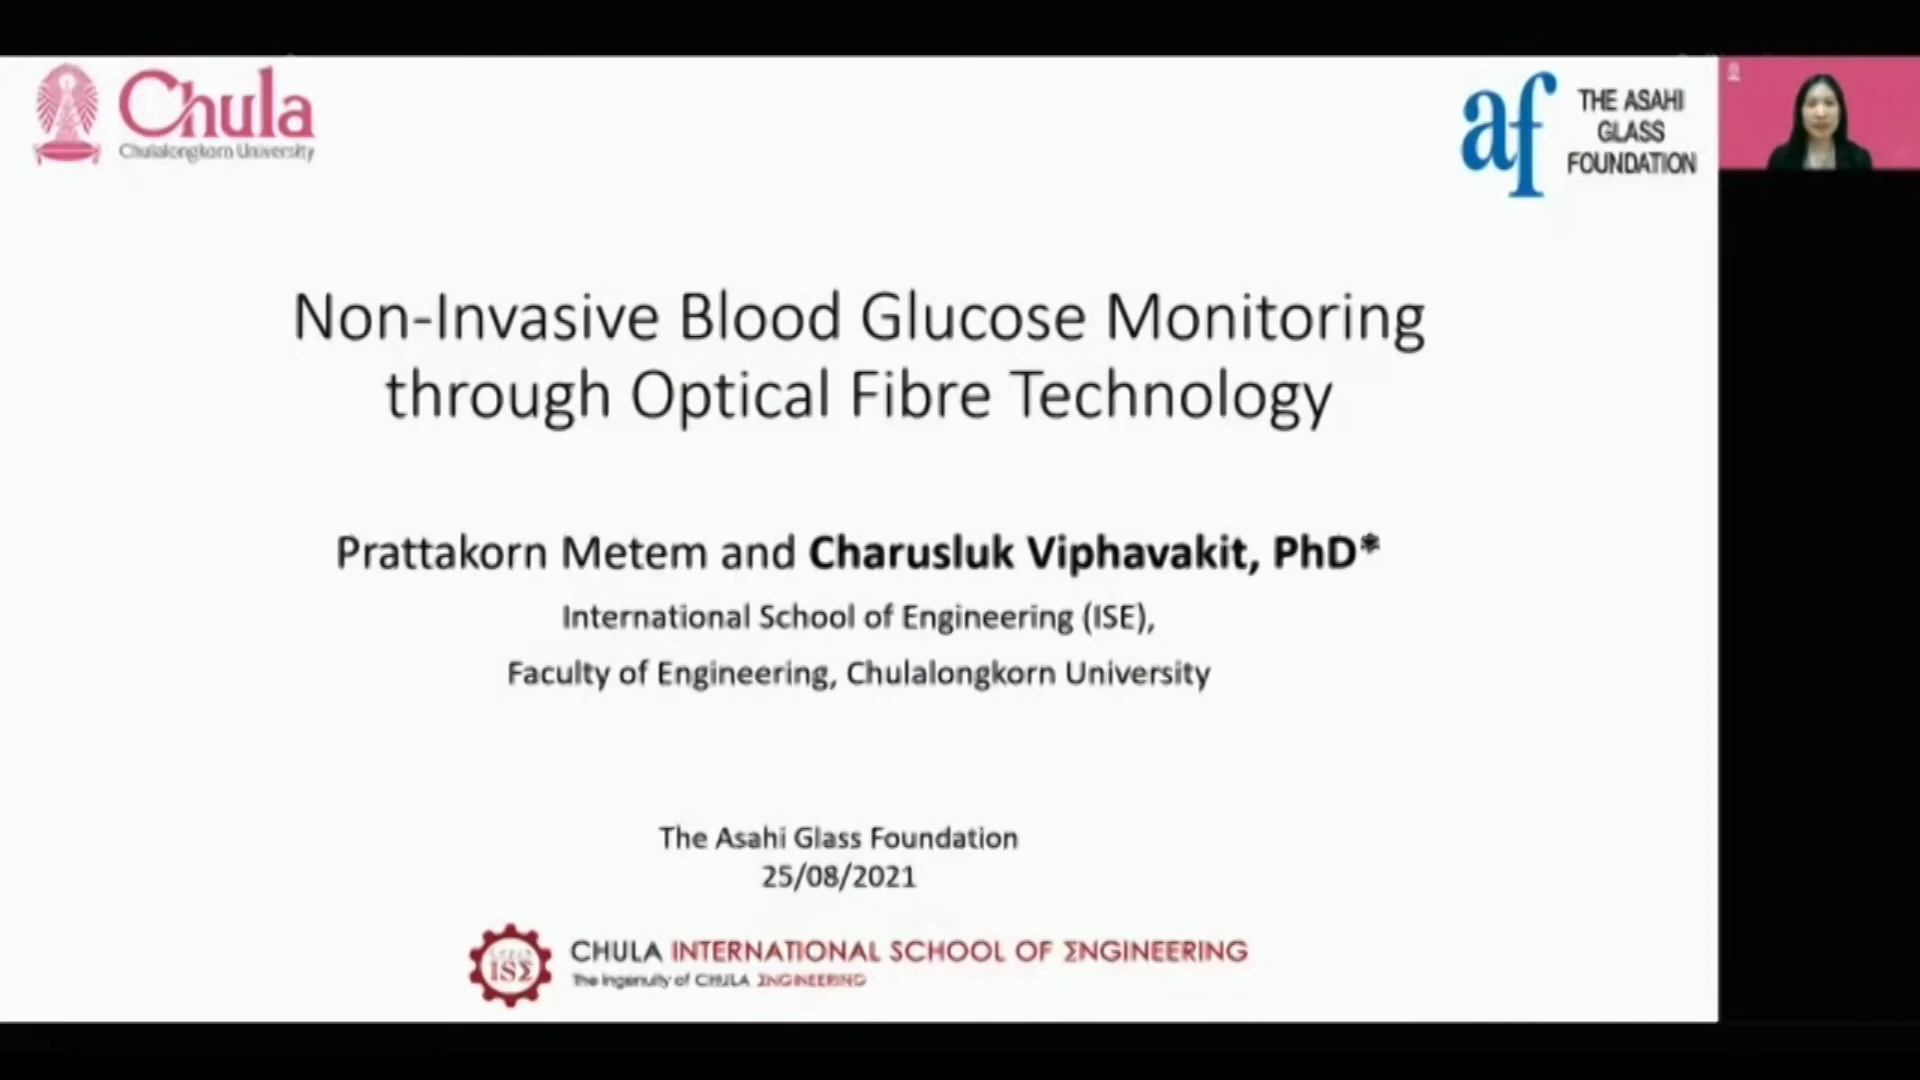 Chula
Chulalongkorn University
af
THE ASAHI
GLASS
FOUNDATION
Non-Invasive Blood Glucose Monitoring
through Optical Fibre Technology
Prattakorn Metem and Charusluk Viphavakit, PhD*
International School of Engineering (ISE),
Faculty of Engineering, Chulalongkorn University
The Asahi Glass Foundation
25/08/2021
ISΣ
CHULA INTERNATIONAL SCHOOL OF ΣNGINEERING
The Ingenuity of CHULA ΣNGINEERING